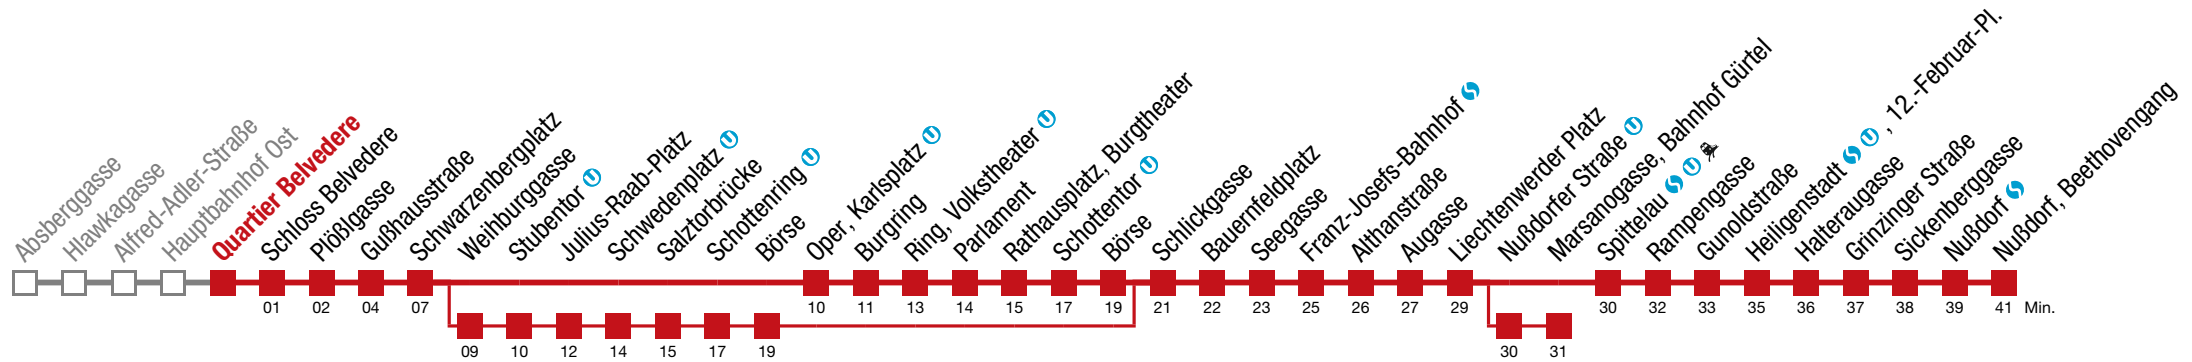 Absberggasse
Hlawkagasse
Alfred-Adler-Straße
Hauptbahnhof Ost
Quartier Belvedere
Schloss Belvedere
Plößlgasse
Gußhausstraße
Schwarzenbergplatz
Weihburggasse
Stubentor U
Julius-Raab-Platz
Schwedenplatz U
Salztorbrücke
Schottenring U
Börse
Oper, Karlsplatz U
Burgring
Ring, Volkstheater U
Parlament
Rathausplatz, Burgtheater
Schottentor U
Börse
Schlickgasse
Bauernfeldplatz
Seegasse
Franz-Josefs-Bahnhof S
Althanstraße
Augasse
Liechtenwerder Platz
Nußdorfer Straße U
Marsanogasse, Bahnhof Gürtel
Spittelau S U
Rampengasse
Gunoldstraße
Heiligenstadt S U , 12.-Februar-Pl.
Halteraugasse
Grinzinger Straße
Sickenberggasse
Nußdorf S
Nußdorf, Beethovengang
01 02 04 07 10 11 13 14 15 17 19 21 22 23 25 26 27 29 30 32 33 35 36 37 38 39 41 Min.
09 10 12 14 15 17 19 30 31